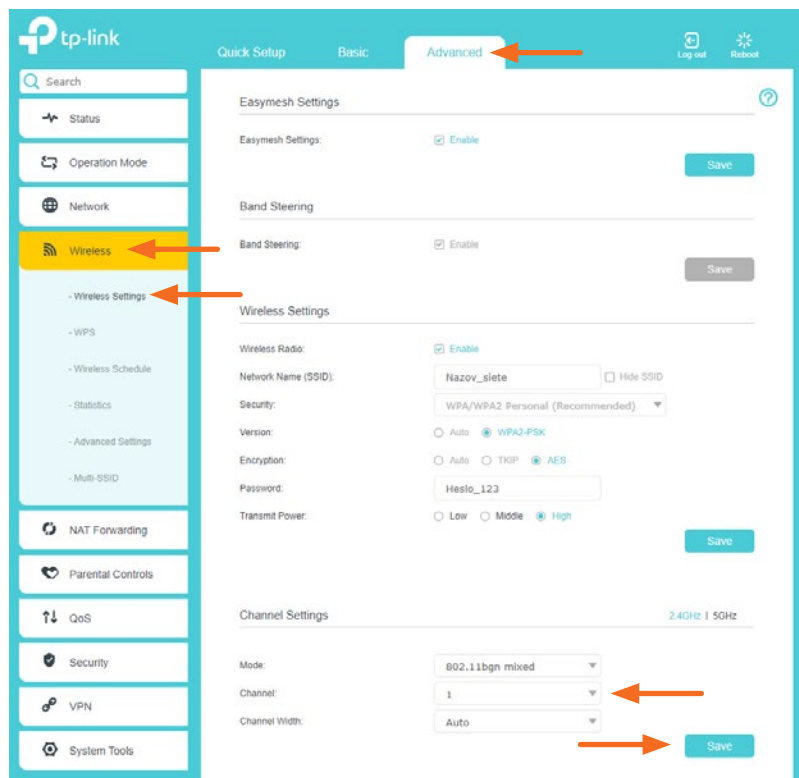 tp-link
Quick Setup Basic Advanced Log out Reboot
Search
Status
Operation Mode
Network
Wireless
- Wireless Settings
- WPS
- Wireless Schedule
- Statistics
- Advanced Settings
- Multi-SSID
NAT Forwarding
Parental Controls
QoS
Security
VPN
System Tools
Easymesh Settings
?
Easymesh Settings: Enable
Save
Band Steering
Band Steering: Enable
Save
Wireless Settings
Wireless Radio: Enable
Network Name (SSID): Nazov_siete Hide SSID
Security: WPA/WPA2 Personal (Recommended)
Version: Auto WPA2-PSK
Encryption: Auto TKIP AES
Password: Heslo_123
Transmit Power: Low Middle High
Save
Channel Settings 2.4GHz | 5GHz
Mode: 802.11bgn mixed
Channel: 1
Channel Width: Auto
Save